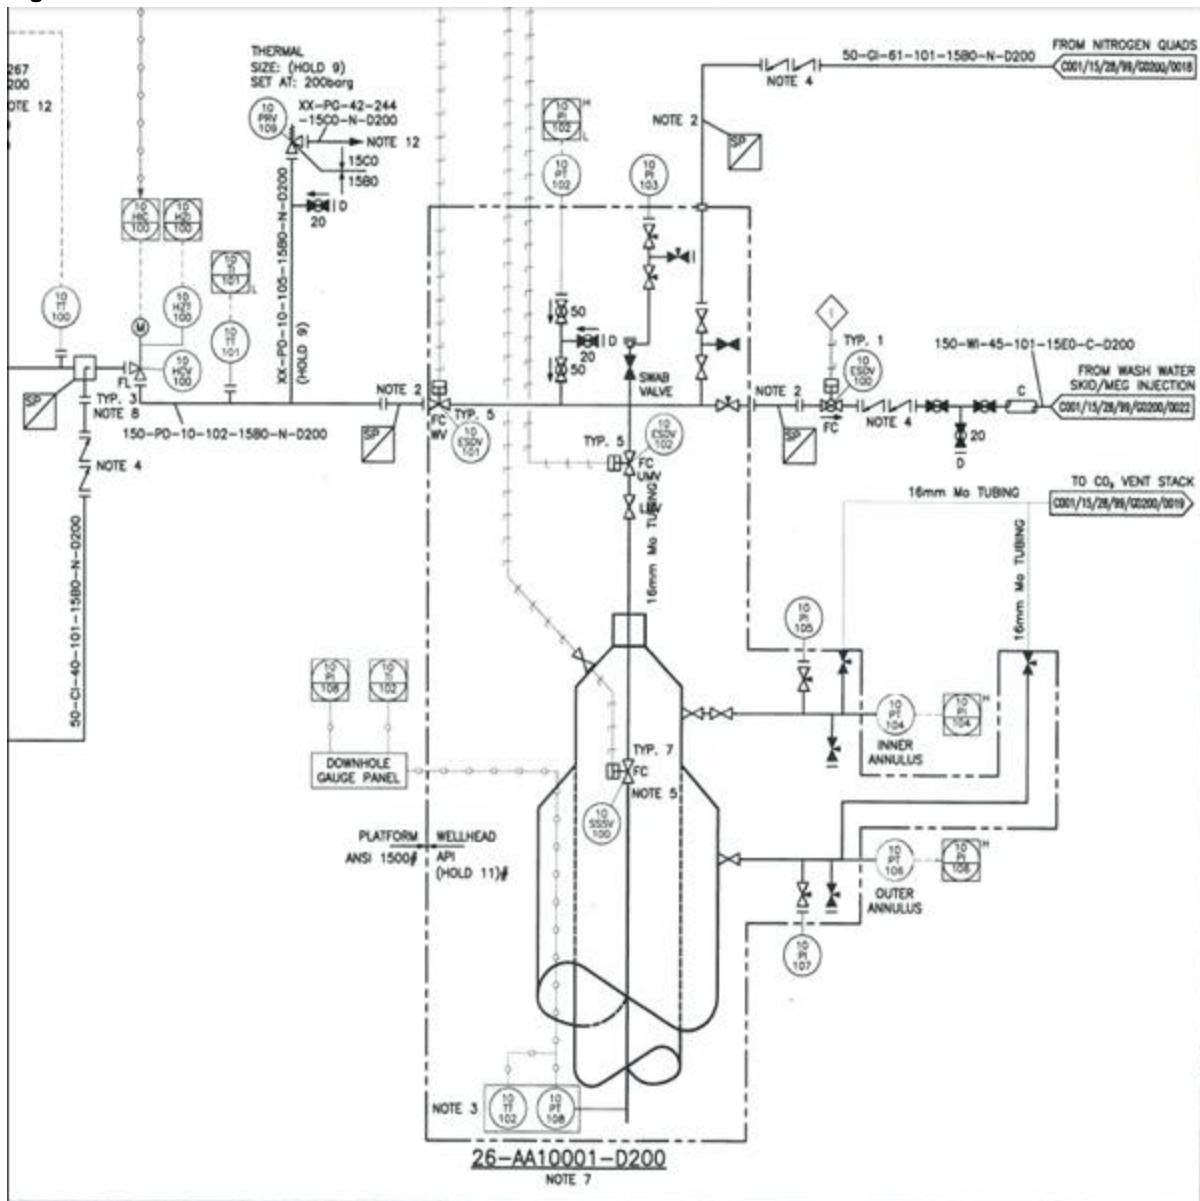 THERMAL
SIZE: (HOLD 9)
SET AT: 200barg
267
200
OTE 12
10
PRV
109
XX-PG-42-244
-15C0-N-D200
NOTE 12
15C0
15B0
D
20
XX-PD-10-105-15B0-N-D200
(HOLD 9)
10
HIC
100
10
HZI
100
10
TI
101
L
10
TT
100
M
10
HZT
100
10
HCV
100
10
TT
101
FL
SP
TYP. 3
NOTE 8
150-PD-10-102-15B0-N-D200
NOTE 4
50-CI-40-101-15B0-N-D200
NOTE 2
SP
FC
WV
TYP. 5
10
ESDV
101
10
PI
102
H
L
10
PT
102
10
PI
103
50
D
20
50
SWAB
VALVE
TYP. 5
10
ESDV
102
FC
UMV
LMV
16mm Mo TUBING
NOTE 2
SP
NOTE 4
50-GI-61-101-15B0-N-D200
FROM NITROGEN QUADS
C001/15/28/99/G0200/0018
I
TYP. 1
10
ESDV
100
FC
NOTE 2
SP
NOTE 4
150-WI-45-101-15E0-C-D200
C
20
D
FROM WASH WATER
SKID/MEG INJECTION
C001/15/28/99/G0200/0022
TO CO₂ VENT STACK
C001/15/28/99/G0200/0019
16mm Mo TUBING
16mm Mo TUBING
10
PI
105
10
PT
104
10
PI
104
H
INNER
ANNULUS
10
PI
108
10
TI
102
DOWNHOLE
GAUGE PANEL
TYP. 7
FC
NOTE 5
10
SSSV
100
PLATFORM
WELLHEAD
ANSI 1500#
API
(HOLD 11)#
10
PT
106
10
PI
106
H
OUTER
ANNULUS
10
PI
107
NOTE 3
10
TT
102
10
PT
108
26-AA10001-D200
NOTE 7